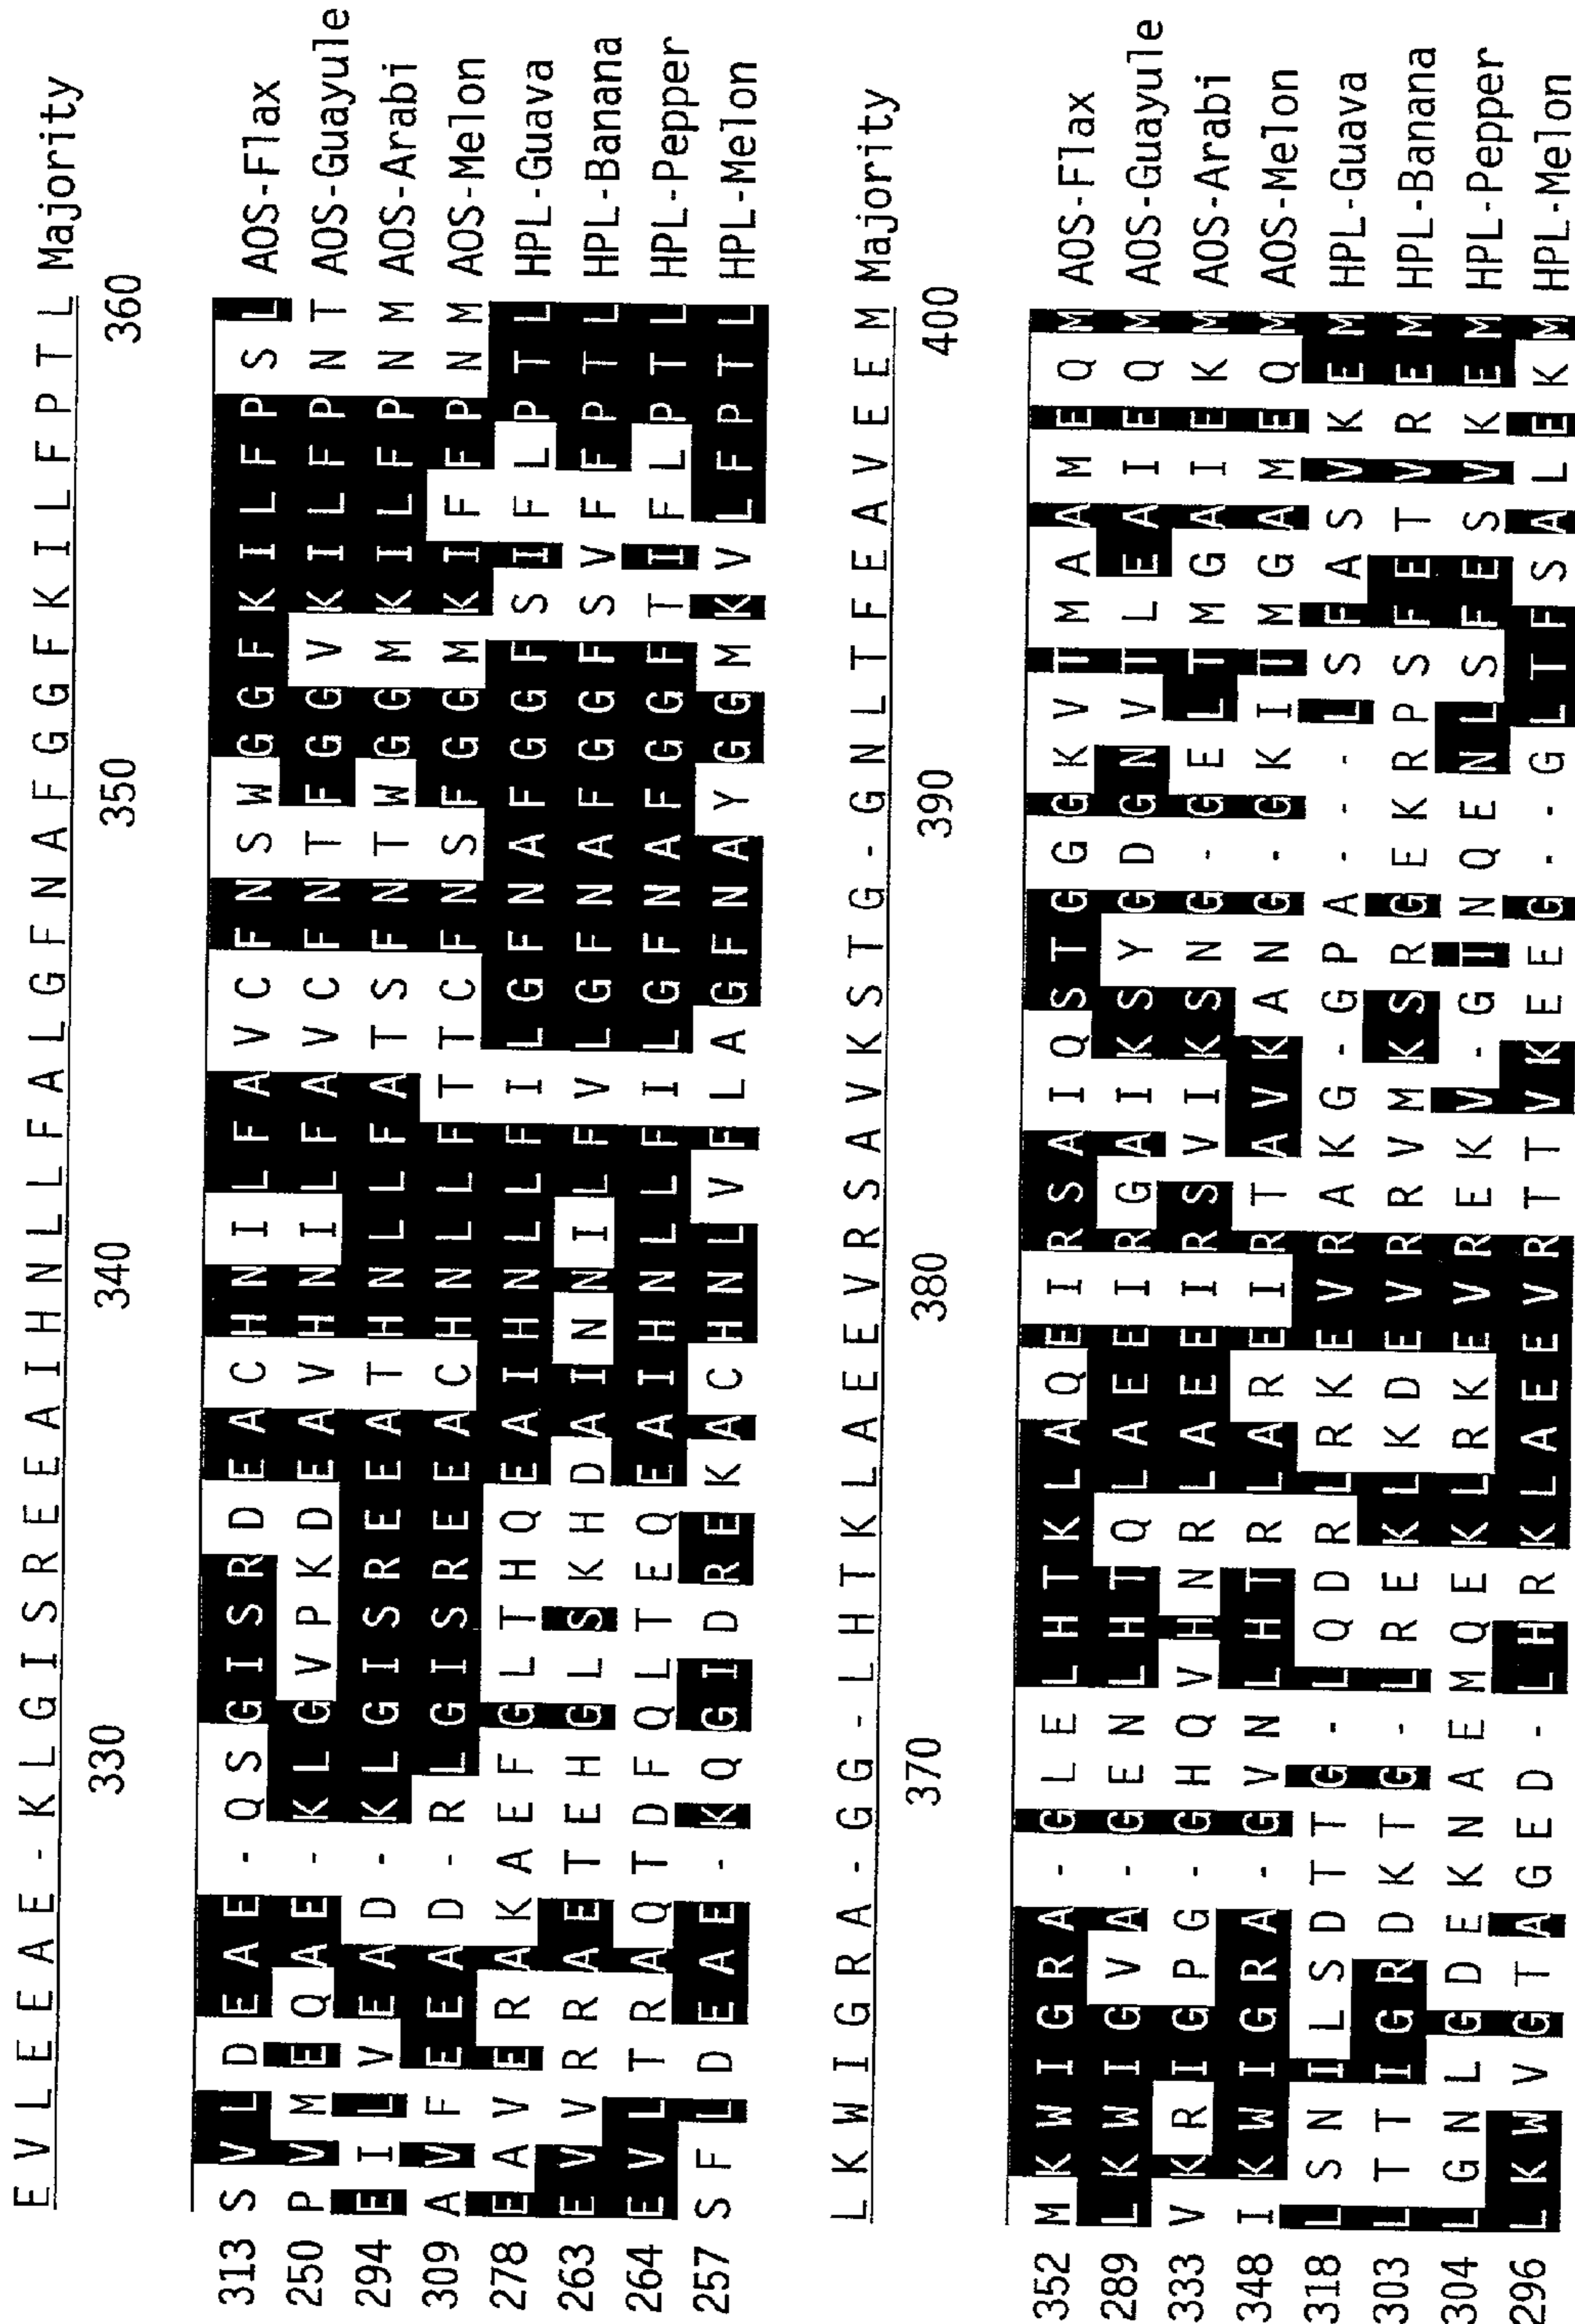 E V L E E A E - K L G I S R E E A I H N L L F A L G F N A F G G F K I L F P T L Majority
330 340 350 360
313 S V L D E A E - Q S G I S R D E A C H N I L F A V C F N S W G G F K I L F P S L AOS-Flax
250 P V M E Q A E - K L G V P K D E A V H N I L F A V C F N T F G G V K I L F P N T AOS-Guayule
294 E I L V E A D - K L G I S R E E A T H N L L F A T S F N T W G G M K I L F P N M AOS-Arabi
309 A V F E E A D - R L G I S R E E A C H N L L F T T C F N S F G G M K I F F P N M AOS-Melon
278 E A V E R A K A E F G L T H Q E A I H N L L F I L G F N A F G G F S I F L P T L HPL-Guava
263 E V V R R A E T E H G L S K H D A I N N I L F V L G F N A F G G F S V F F P T L HPL-Banana
264 E V L T R A Q T D F Q L T E Q E A I H N L L F I L G F N A F G G F T I F L P T L HPL-Pepper
257 S F L D E A E - K Q G I D R E K A C H N L V F L A G F N A Y G G M K V L F P T L HPL-Melon
L K W I G R A - G G - L H T K L A E E V R S A V K S T G - G N L T F E A V E E M Majority
370 380 390 400
352 M K W I G R A - G L E L H T K L A Q E I R S A I Q S T G G G K V T M A A M E Q M AOS-Flax
289 L K W I G V A - G E N L H T Q L A E E I R G A I K S Y G D G N V T L E A I E Q M AOS-Guayule
333 V K R I G P G - G H Q V H N R L A E E I R S V I K S N G - G E L T M G A I E K M AOS-Arabi
348 I K W I G R A - G V N L H T R L A R E I R T A V K A N G - G K I T M G A M E Q M AOS-Melon
318 L S N I L S D T T G - L Q D R L R K E V R A K G - G P A - - - L S F A S V K E M HPL-Guava
303 L T T I G R D K T G - L R E K L K D E V R R V M K S R G E K R P S F E T V R E M HPL-Banana
304 L G N L G D E K N A E M Q E K L R K E V R E K V - G T N Q E N L S F E S V K E M HPL-Pepper
296 L K W V G T A G E D - L H R K L A E E V R T T V K E E G - - G L T F S A L E K M HPL-Melon